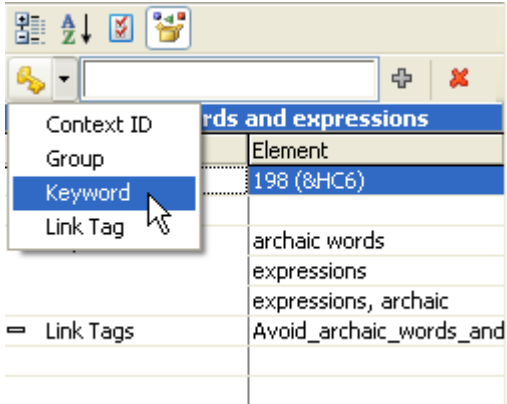 A
Z
rds and expressions
Context ID
Group
Keyword
Link Tag
Element
198 (&HC6)
archaic words
expressions
expressions, archaic
Link Tags
Avoid_archaic_words_and